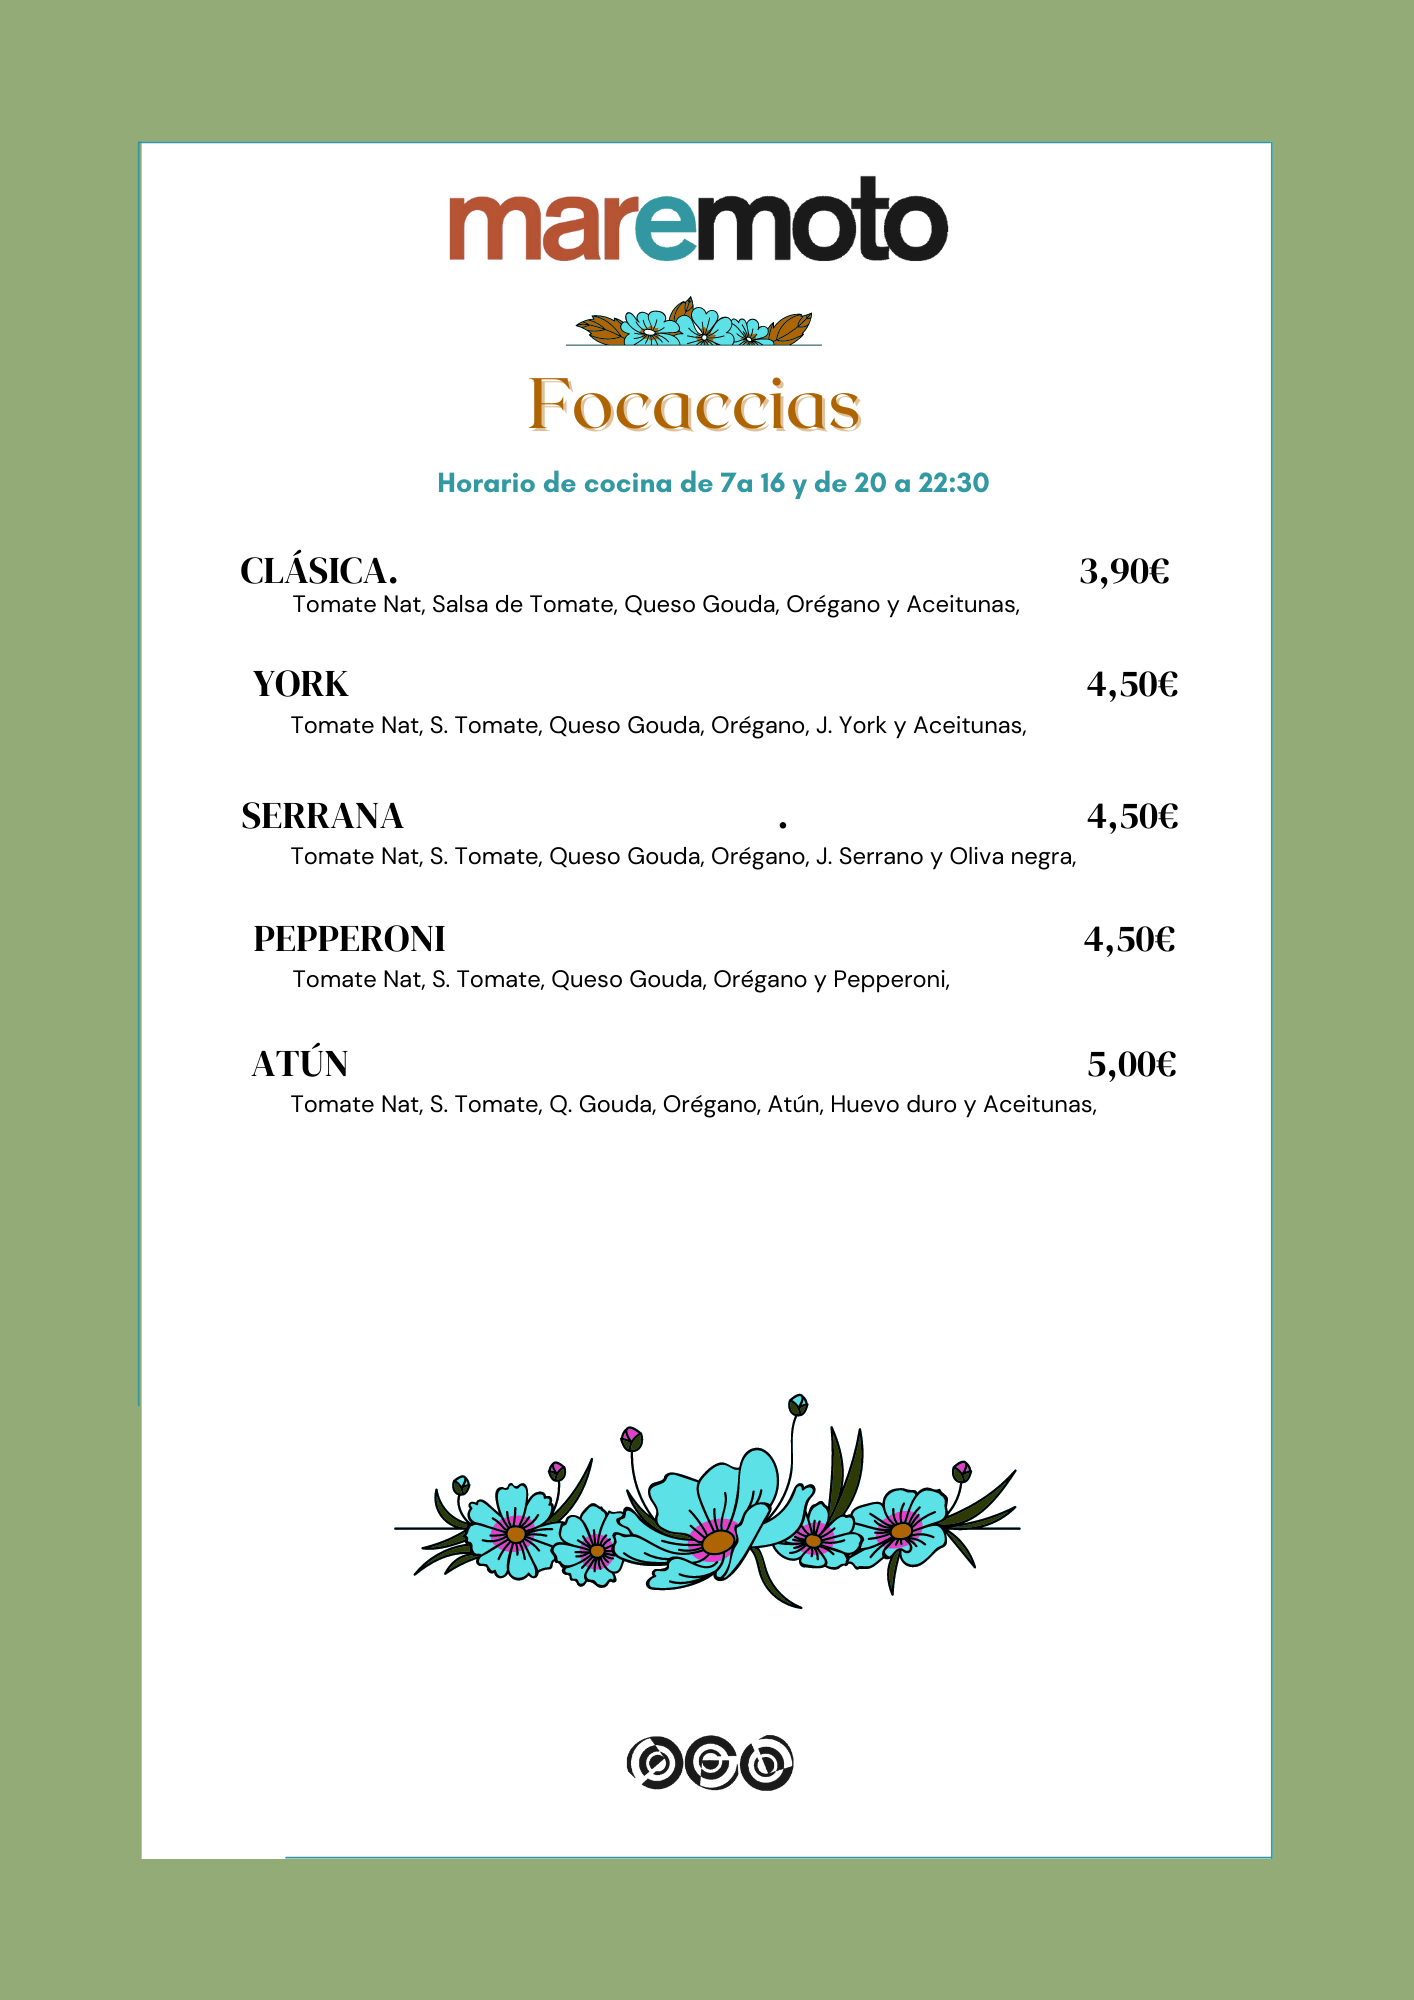 maremoto
Focaccias
Horario de cocina de 7a 16 y de 20 a 22:30
CLÁSICA. 3,90€
Tomate Nat, Salsa de Tomate, Queso Gouda, Orégano y Aceitunas,
YORK 4,50€
Tomate Nat, S. Tomate, Queso Gouda, Orégano, J. York y Aceitunas,
SERRANA . 4,50€
Tomate Nat, S. Tomate, Queso Gouda, Orégano, J. Serrano y Oliva negra,
PEPPERONI 4,50€
Tomate Nat, S. Tomate, Queso Gouda, Orégano y Pepperoni,
ATÚN 5,00€
Tomate Nat, S. Tomate, Q. Gouda, Orégano, Atún, Huevo duro y Aceitunas,